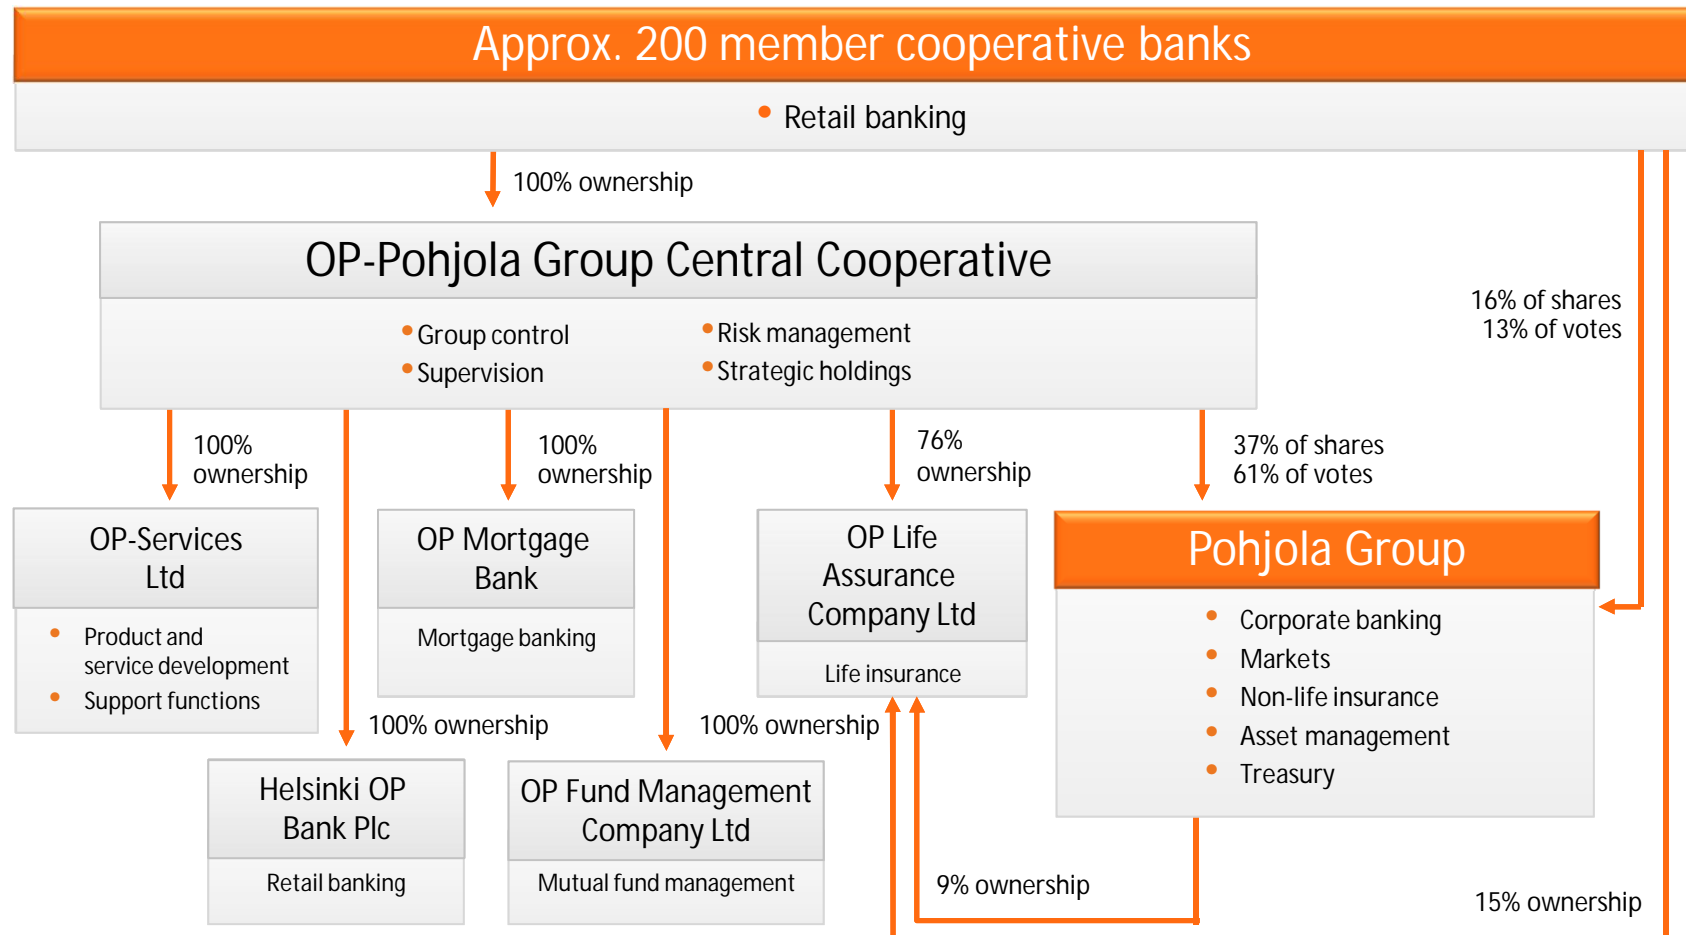 Approx. 200 member cooperative banks
• Retail banking
100% ownership
OP-Pohjola Group Central Cooperative
• Group control
• Supervision
• Risk management
• Strategic holdings
16% of shares
13% of votes
100%
ownership
100%
ownership
76%
ownership
37% of shares
61% of votes
OP-Services
Ltd
• Product and
service development
• Support functions
OP Mortgage
Bank
Mortgage banking
OP Life
Assurance
Company Ltd
Life insurance
Pohjola Group
• Corporate banking
• Markets
• Non-life insurance
• Asset management
• Treasury
100% ownership
100% ownership
Helsinki OP
Bank Plc
Retail banking
OP Fund Management
Company Ltd
Mutual fund management
9% ownership
15% ownership